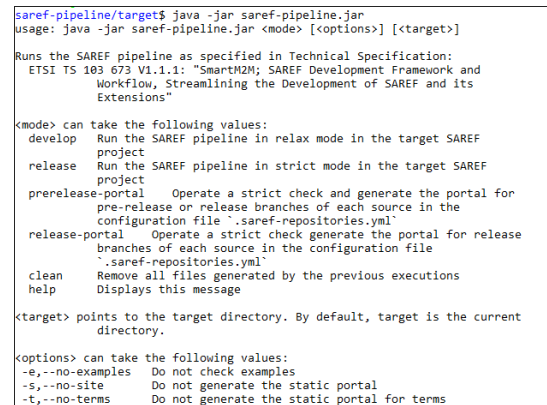 saref-pipeline/target$ java -jar saref-pipeline.jar
usage: java -jar saref-pipeline.jar <mode> [<options>] [<target>]
Runs the SAREF pipeline as specified in Technical Specification:
ETSI TS 103 673 V1.1.1: "SmartM2M; SAREF Development Framework and
Workflow, Streamlining the Development of SAREF and its
Extensions"
<mode> can take the following values:
develop Run the SAREF pipeline in relax mode in the target SAREF
project
release Run the SAREF pipeline in strict mode in the target SAREF
project
prerelease-portal Operate a strict check and generate the portal for
pre-release or release branches of each source in the
configuration file `.saref-repositories.yml`
release-portal Operate a strict check generate the portal for release
branches of each source in the configuration file
`.saref-repositories.yml`
clean Remove all files generated by the previous executions
help Displays this message
<target> points to the target directory. By default, target is the current
directory.
<options> can take the following values:
-e,--no-examples Do not check examples
-s,--no-site Do not generate the static portal
-t,--no-terms Do not generate the static portal for terms